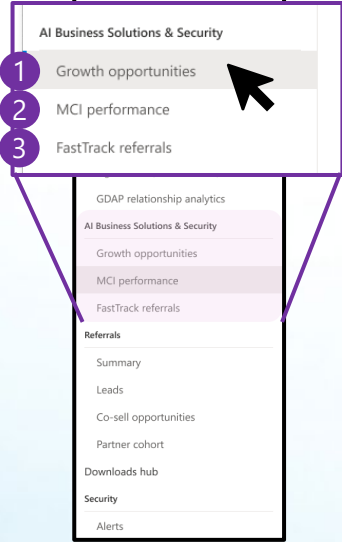 AI Business Solutions & Security
1 Growth opportunities
2 MCI performance
3 FastTrack referrals
GDAP relationship analytics
AI Business Solutions & Security
Growth opportunities
MCI performance
FastTrack referrals
Referrals
Summary
Leads
Co-sell opportunities
Partner cohort
Downloads hub
Security
Alerts